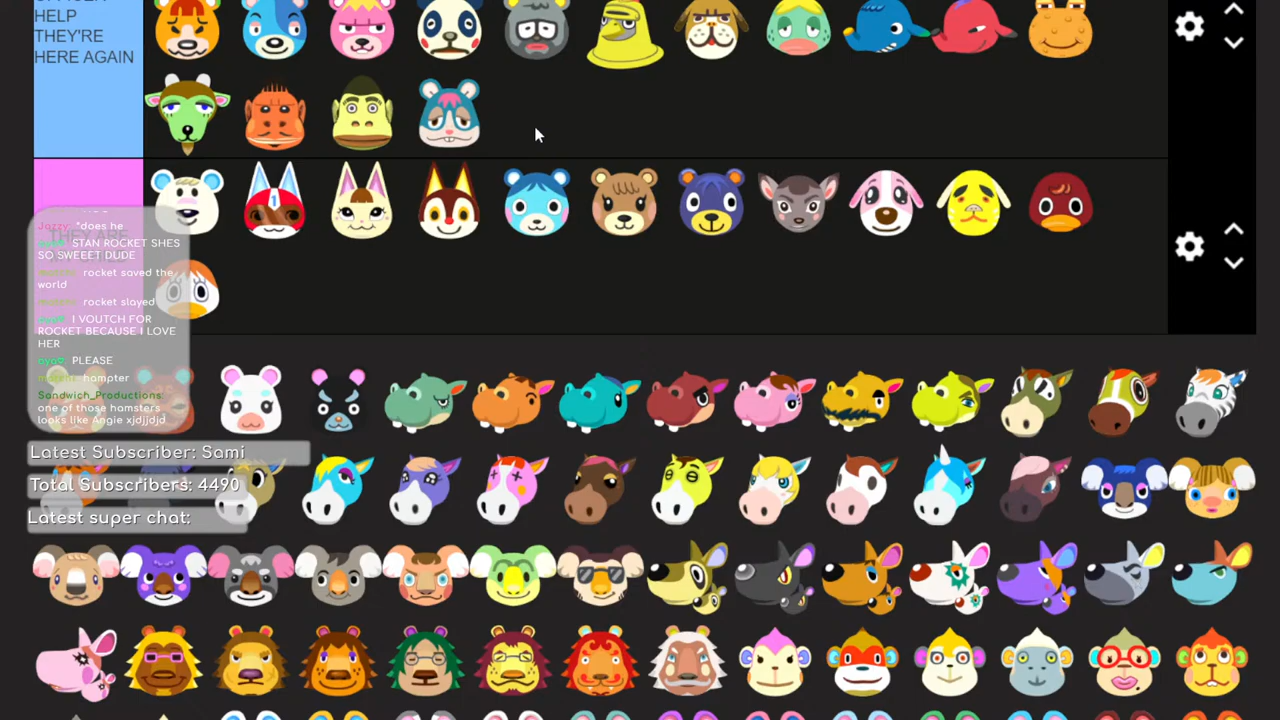 HELP
THEY'RE
HERE AGAIN
Jazzy: "does he
STAN ROCKET SHES
SO SWEEET DUDE
rocket saved the
world
rocket slayed
I VOUTCH FOR
ROCKET BECAUSE I LOVE
HER
PLEASE
hampter
Sandwich_Productions:
one of those hamsters
looks like Angie xjdjjdjd
Latest Subscriber: Sami
Total Subscribers: 4490
Latest super chat:
1